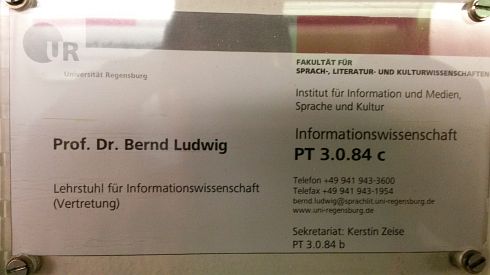 UR
Universität Regensburg
Prof. Dr. Bernd Ludwig
Lehrstuhl für Informationswissenschaft
(Vertretung)
FAKULTÄT FÜR
SPRACH-, LITERATUR- UND KULTURWISSENSCHAFTEN
Institut für Information und Medien,
Sprache und Kultur
Informationswissenschaft
PT 3.0.84 c
Telefon +49 941 943-3600
Telefax +49 941 943-1954
bernd.ludwig@sprachlit.uni-regensburg.de
www.uni-regensburg.de
Sekretariat: Kerstin Zeise
PT 3.0.84 b